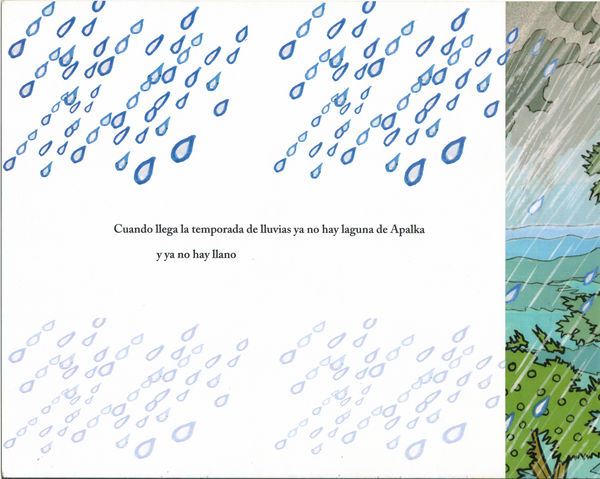 Cuando llega la temporada de lluvias ya no hay laguna de Apalka
y ya no hay llano